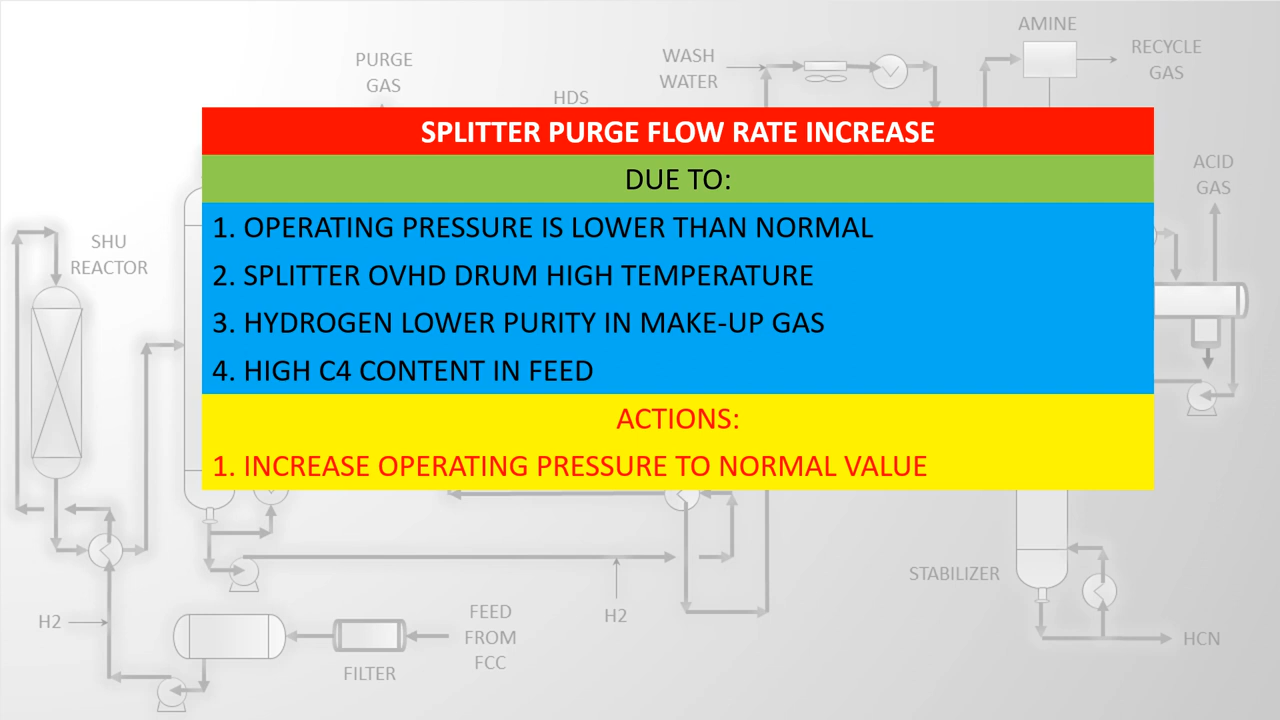 AMINE
RECYCLE
GAS
WASH
WATER
PURGE
GAS
HDS
SPLITTER PURGE FLOW RATE INCREASE
DUE TO:
1. OPERATING PRESSURE IS LOWER THAN NORMAL
2. SPLITTER OVHD DRUM HIGH TEMPERATURE
3. HYDROGEN LOWER PURITY IN MAKE-UP GAS
4. HIGH C4 CONTENT IN FEED
ACTIONS:
1. INCREASE OPERATING PRESSURE TO NORMAL VALUE
ACID
GAS
SHU
REACTOR
STABILIZER
H2
H2
FEED
FROM
FCC
FILTER
HCN